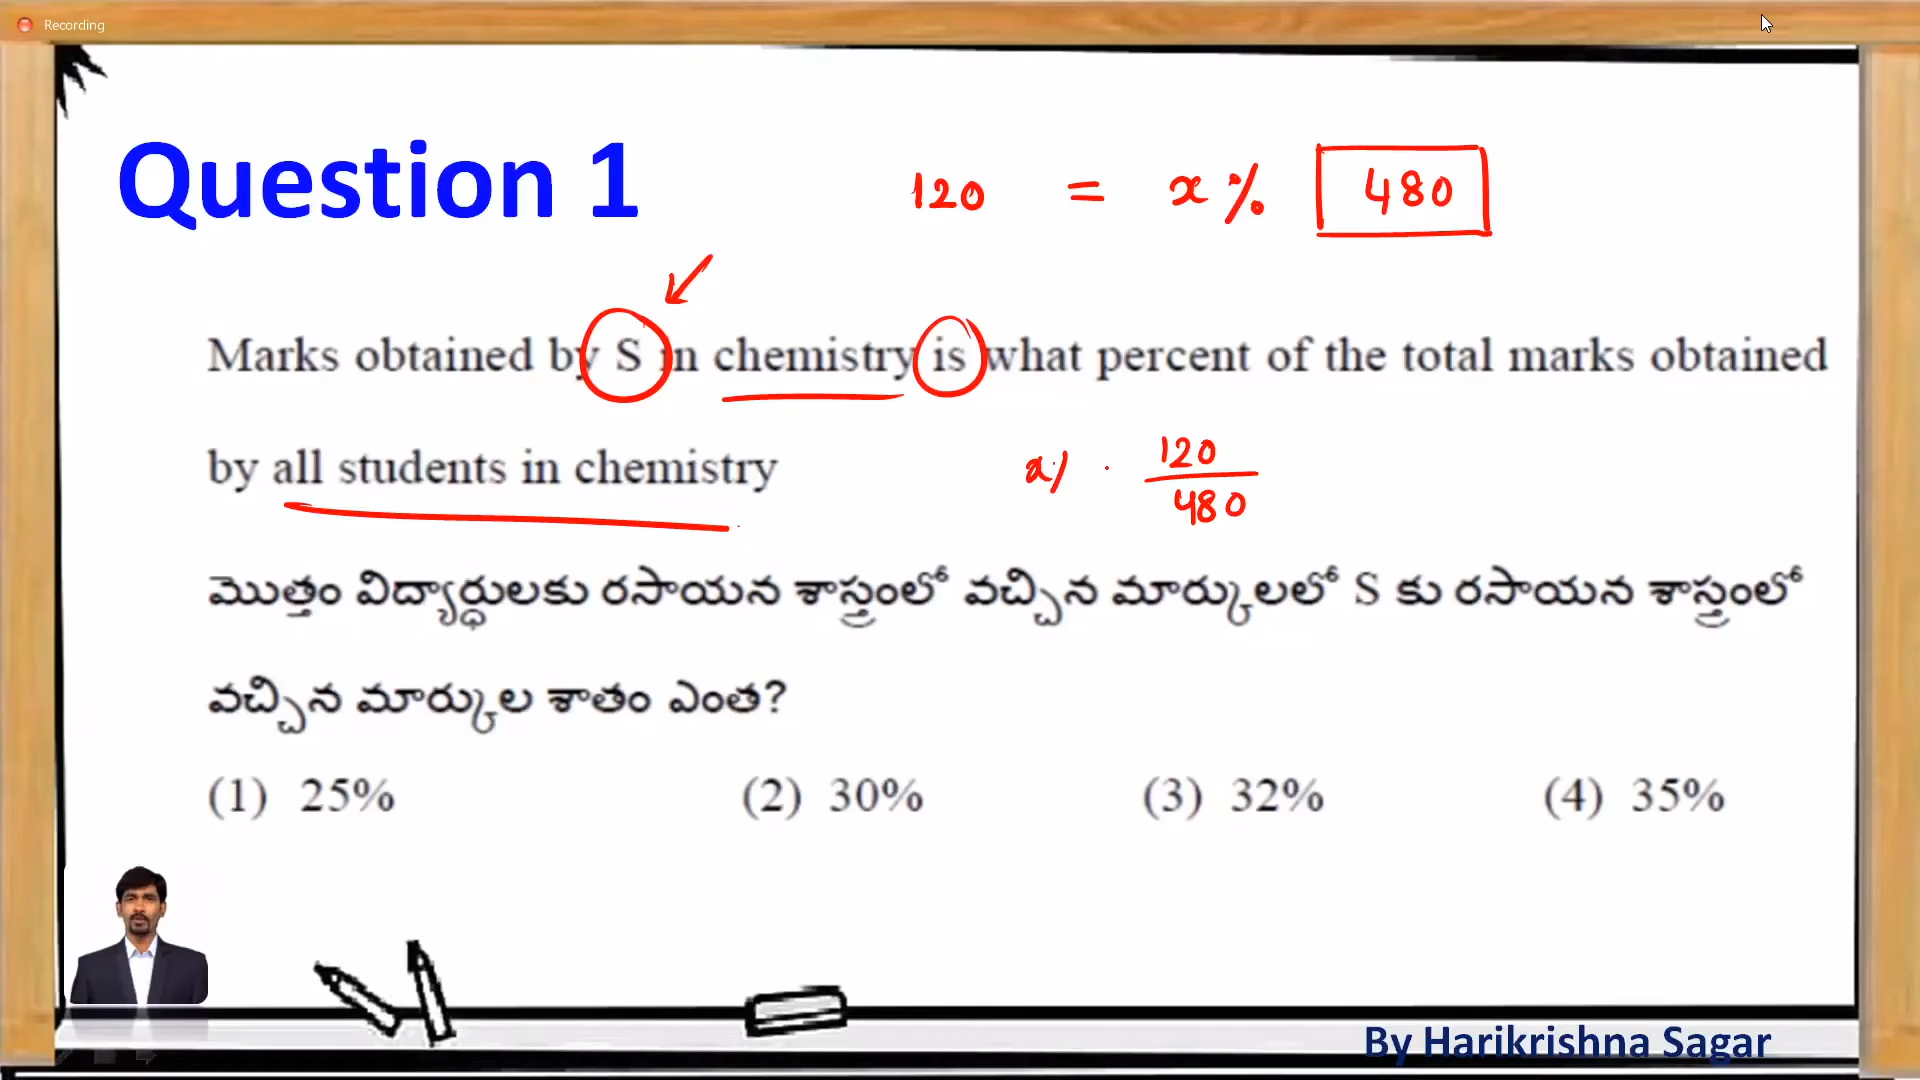 Recording
Question 1
120 = x% 480
Marks obtained by S in chemistry is what percent of the total marks obtained
by all students in chemistry
120
480
మొత్తం విద్యార్థులకు రసాయన శాస్త్రంలో వచ్చిన మార్కులలో S కు రసాయన శాస్త్రంలో
వచ్చిన మార్కుల శాతం ఎంత?
(1) 25% (2) 30% (3) 32% (4) 35%
By Harikrishna Sagar